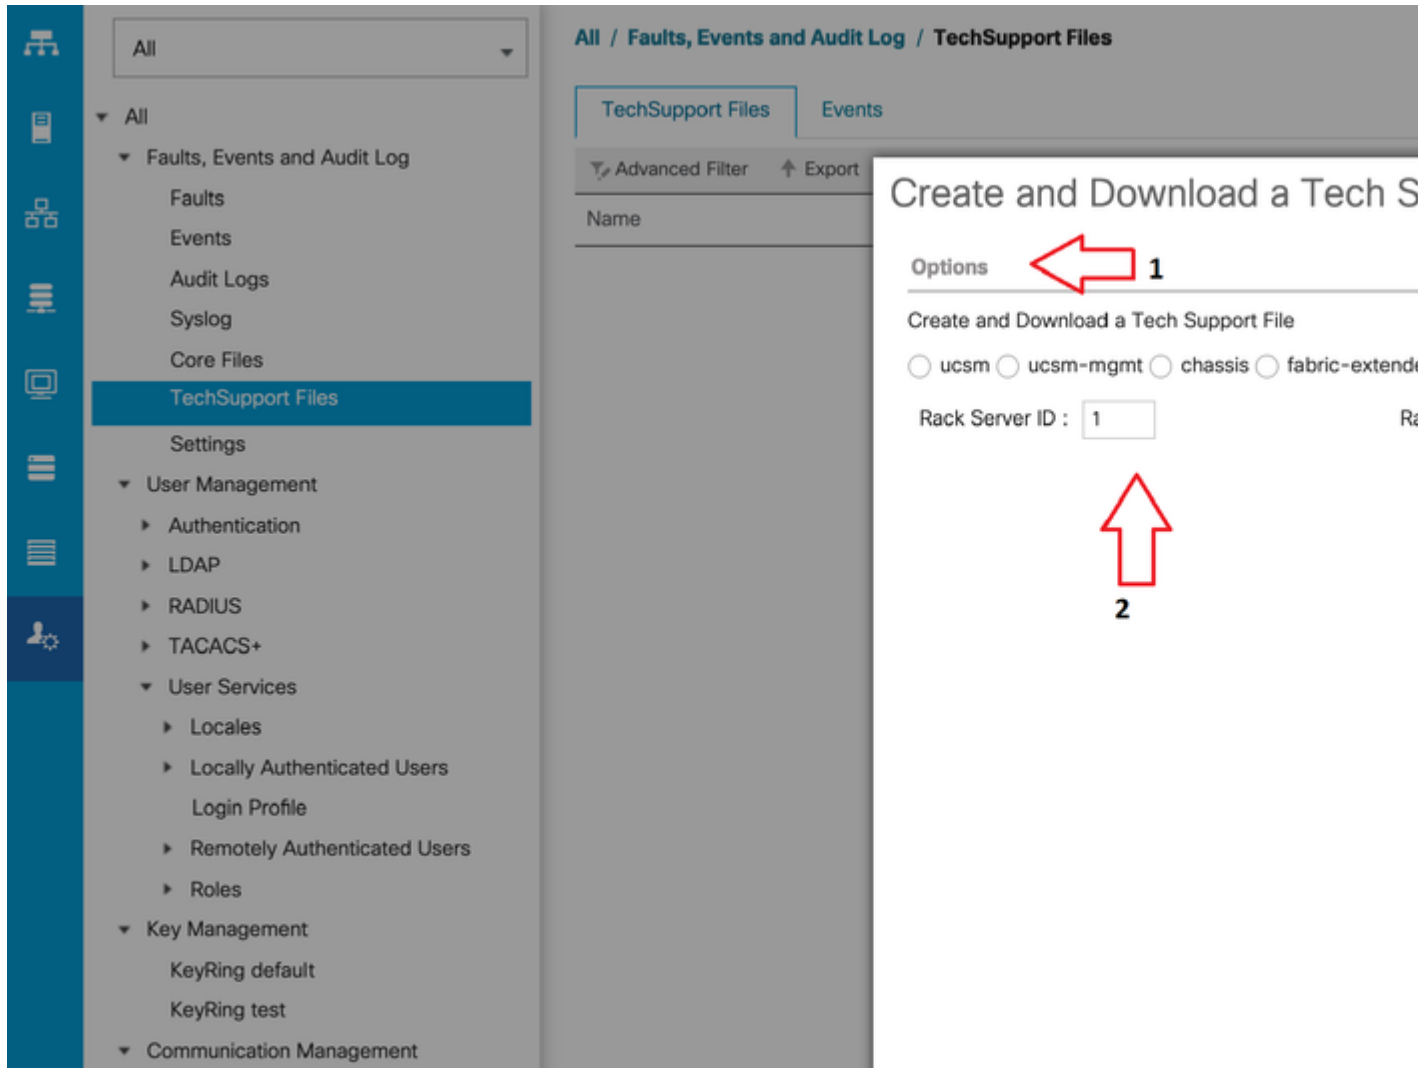 All
All
Faults, Events and Audit Log
Faults
Events
Audit Logs
Syslog
Core Files
TechSupport Files
Settings
User Management
Authentication
LDAP
RADIUS
TACACS+
User Services
Locales
Locally Authenticated Users
Login Profile
Remotely Authenticated Users
Roles
Key Management
KeyRing default
KeyRing test
Communication Management
All / Faults, Events and Audit Log / TechSupport Files
TechSupport Files Events
Advanced Filter Export
Name
Create and Download a Tech S
Options 1
Create and Download a Tech Support File
ucsm ucsm-mgmt chassis fabric-extende
Rack Server ID : 1 Ra
2